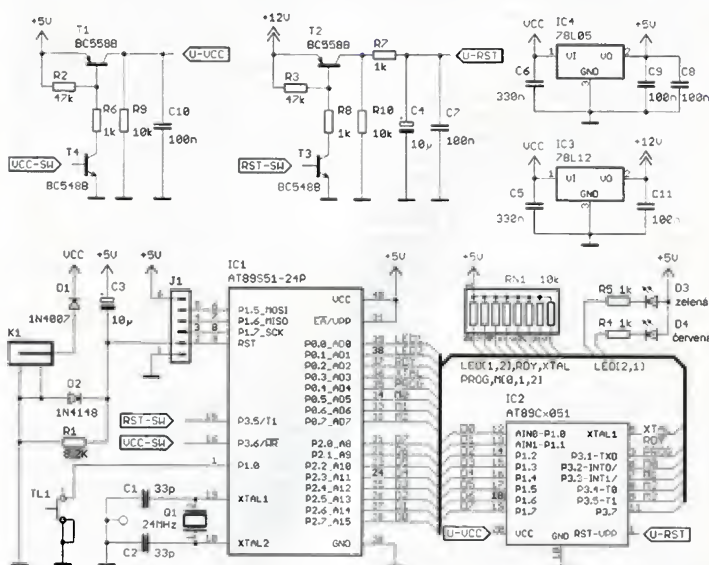 +5V
T1
BC558B
U-VCC
R2
47k
R6
1k
R9
10k
C10
100n
T4
VCC-SW
BC548B
+12V
T2
BC558B
R7
1k
U-RST
R3
47k
R8
1k
R10
10k
C4
10µ
C7
100n
T3
RST-SW
BC548B
VCC
IC4
78L05
+5V
1
VI
VO
2
GND
3
C6
330n
C9
100n
C8
100n
VCC
IC3
78L12
+12V
1
VI
VO
2
GND
3
C5
332n
C11
VCC
+5V
+5V
D1
C3
1N4007
10µ
K1
J1
6
1
D2
1N4148
R1
8.2K
RST-SW
VCC-SW
TL1
C1
33p
Q1
24MHz
C2
33p
IC1
AT89S51-24P
P1.5_MOSI
P1.6_MISO
P1.7_SCK
RST
P3.5/T1
P3.6/WR
P1.0
XTAL1
XTAL2
VCC
EA/VPP
P0.0_AD0
P0.1_AD1
P0.2_AD2
P0.3_AD3
P0.4_AD4
P0.5_AD5
P0.6_AD6
P0.7_AD7
P2.0_A8
P2.1_A9
P2.2_A10
P2.3_A11
P2.4_A12
P2.5_A13
P2.6_A14
P2.7_A15
GND
+5V
RN1 10k
+5V
R5 1k
D3
zelená
R4 1k
D4
červená
LED[1,2],RDY,XTAL
PROG,M[0,1,2]
LED[2,1]
IC2
AT89Cx051
AIN0-P1.0
AIN1-P1.1
P1.2
P1.3
P1.4
P1.5
P1.6
P1.7
XTAL1
P3.1-TXD
P3.2-INT0/
P3.3-INT1/
P3.4-T0
P3.5-T1
P3.7
U-VCC
VCC
GND
RST-VPP
U-RST